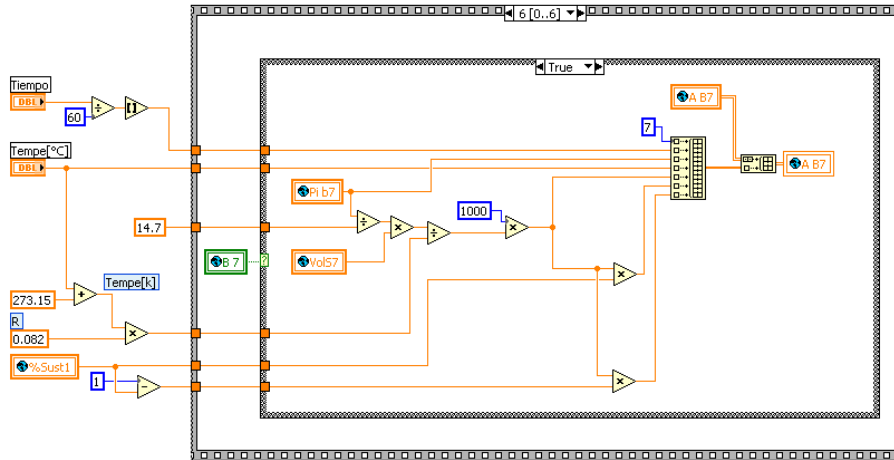 6 [0..6]
True
Tiempo
DBL
60
A B7
7
A B7
Tempe[°C]
DBL
Pi b7
1000
14.7
B 7
?
VolS7
Tempe[k]
273.15
R
0.082
%Sust1
1